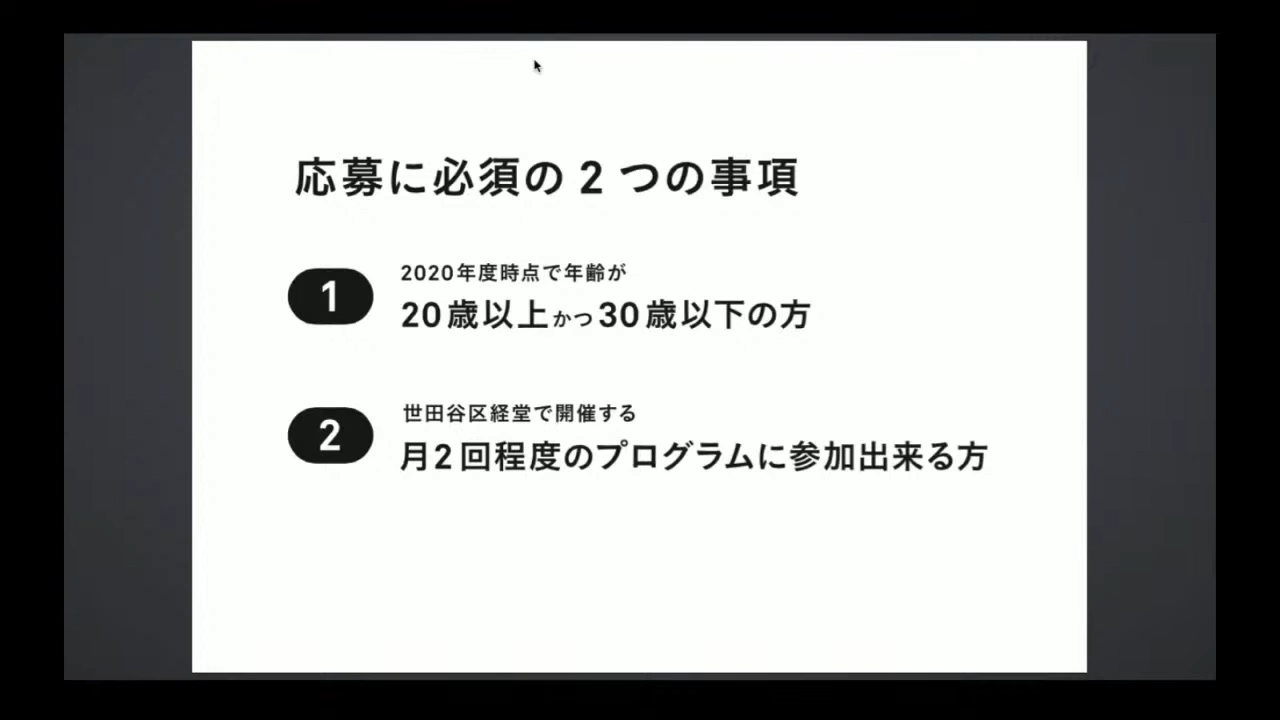 応募に必須の2つの事項
1
2020年度時点で年齢が
20歳以上かつ30歳以下の方
2
世田谷区経堂で開催する
月2回程度のプログラムに参加出来る方